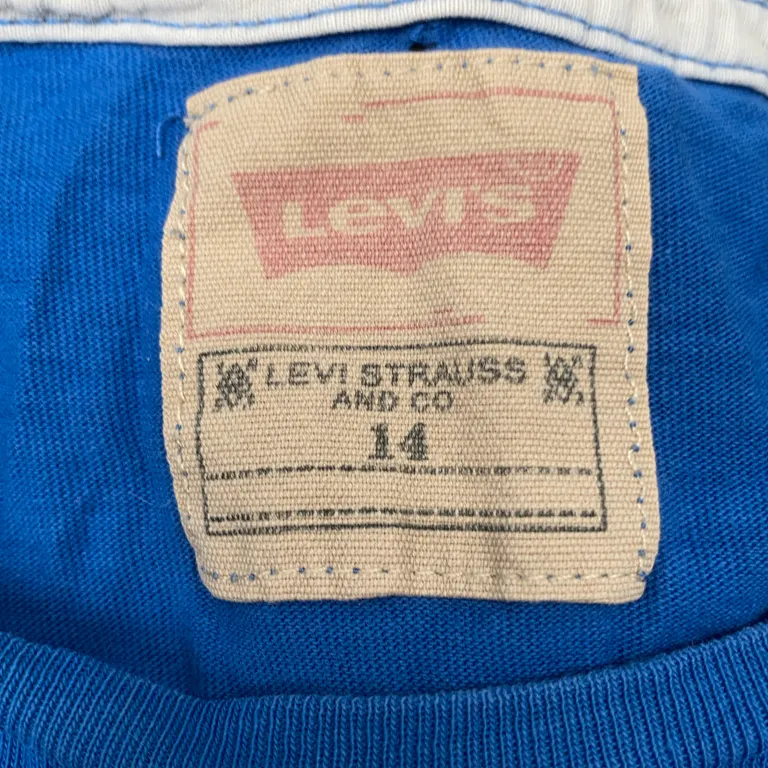 LEVI'S
LEVI STRAUSS
AND CO
14